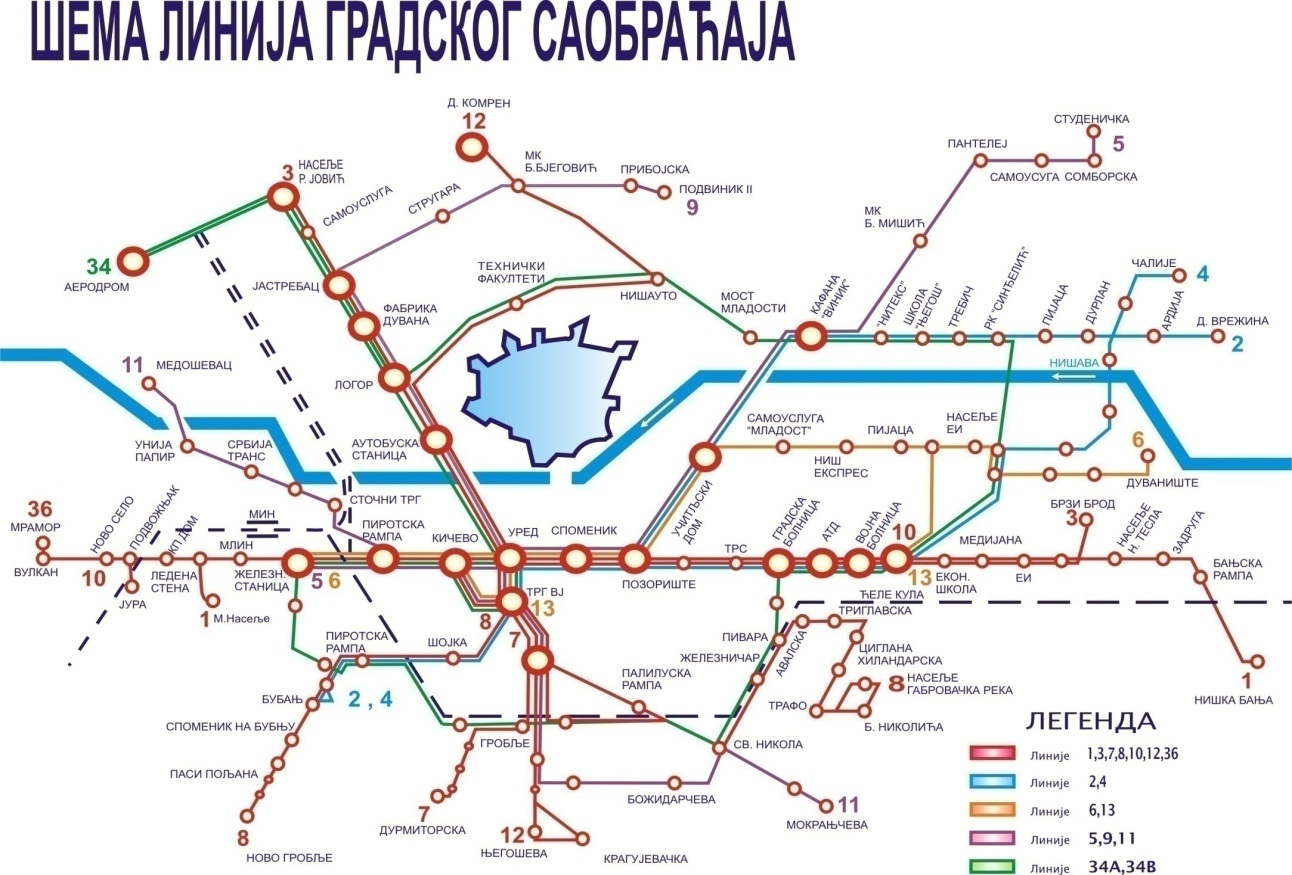 ШЕМА ЛИНИЈА ГРАДСКОГ САОБРАЋАЈА
Д. КОМРЕН
12
СТУДЕНИЧКА
5
ПАНТЕЛЕЈ
САМОУСУГА
СОМБОРСКА
МК
Б.БЈЕГОВИЋ
ПРИБОЈСКА
ПОДВИНИК II
9
3
НАСЕЉЕ
Р. ЈОВИЋ
САМОУСЛУГА
СТРУГАРА
МК
Б. МИШИЋ
34
АЕРОДРОМ
ЈАСТРЕБАЦ
ТЕХНИЧКИ
ФАКУЛТЕТИ
НИШАУТО
МОСТ
МЛАДОСТИ
КАФАНА
"ВИНИК"
"НИТЕКС"
ШКОЛА
"ЊЕГОШ"
ТРЕБИЧ
РК "СИНЂЕЛИЋ"
ПИЈАЦА
ДУРЛАН
ЧАЛИЈЕ
4
АРДИЈА
Д. ВРЕЖИНА
2
ФАБРИКА
ДУВАНА
11
МЕДОШЕВАЦ
ЛОГОР
НИШАВА
УНИЈА
ПАПИР
СРБИЈА
ТРАНС
АУТОБУСКА
СТАНИЦА
САМОУСЛУГА
"МЛАДОСТ"
ПИЈАЦА
НАСЕЉЕ
ЕИ
НИШ
ЕКСПРЕС
6
ДУВАНИШТЕ
СТОЧНИ ТРГ
36
МРАМОР
ВУЛКАН
НОВО СЕЛО
ПОДВОЖЊАК
КП ДОМ
МИН
МЛИН
ПИРОТСКА
РАМПА
КИЧЕВО
УРЕД
СПОМЕНИК
УЧИТЉСКИ
ДОМ
ТРС
ГРАДСКА
БОЛНИЦА
АТД
ВОЈНА
БОЛНИЦА
10
МЕДИЈАНА
БРЗИ БРОД
3
НАСЕЉЕ
Н. ТЕСЛА
ЗАДРУГА
10
ЈУРА
ЛЕДЕНА
СТЕНА
1
М.Насеље
ЖЕЛЕЗН.
СТАНИЦА
5
6
ПОЗОРИШТЕ
13
ЕКОН.
ШКОЛА
ЕИ
БАЊСКА
РАМПА
ТРГ ВЈ
13
8
7
ЋЕЛЕ КУЛА
ТРИГЛАВСКА
ПИРОТСКА
РАМПА
ШОЈКА
ПИВАРА
ЖЕЛЕЗНИЧАР
АВАЛСКА
ЦИГЛАНА
ХИЛАНДАРСКА
БУБАЊ
2 , 4
ПАЛИЛУСКА
РАМПА
ТРАФО
8
НАСЕЉЕ
ГАБРОВАЧКА РЕКА
Б. НИКОЛИЋА
1
НИШКА БАЊА
СПОМЕНИК НА БУБЊУ
ГРОБЉЕ
СВ. НИКОЛА
ПАСИ ПОЉАНА
БОЖИДАРЧЕВА
11
МОКРАЊЧЕВА
7
ДУРМИТОРСКА
12
ЊЕГОШЕВА
КРАГУЈЕВАЧКА
8
НОВО ГРОБЉЕ
ЛЕГЕНДА
Линије 1,3,7,8,10,12,36
Линије 2,4
Линије 6,13
Линије 5,9,11
Линије 34А,34В